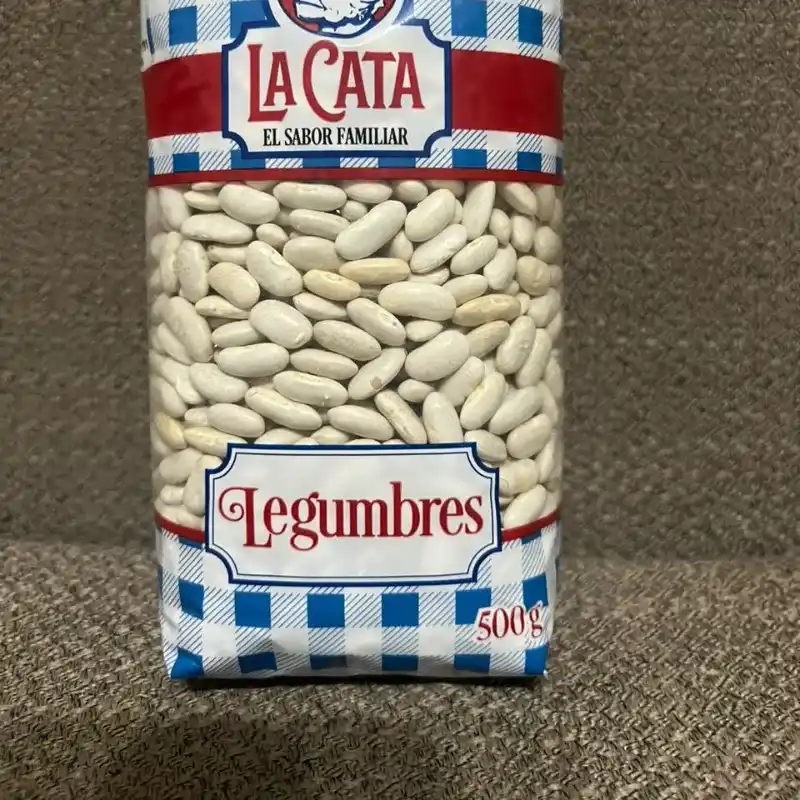 LA CATA
EL SABOR FAMILIAR
Legumbres
500g